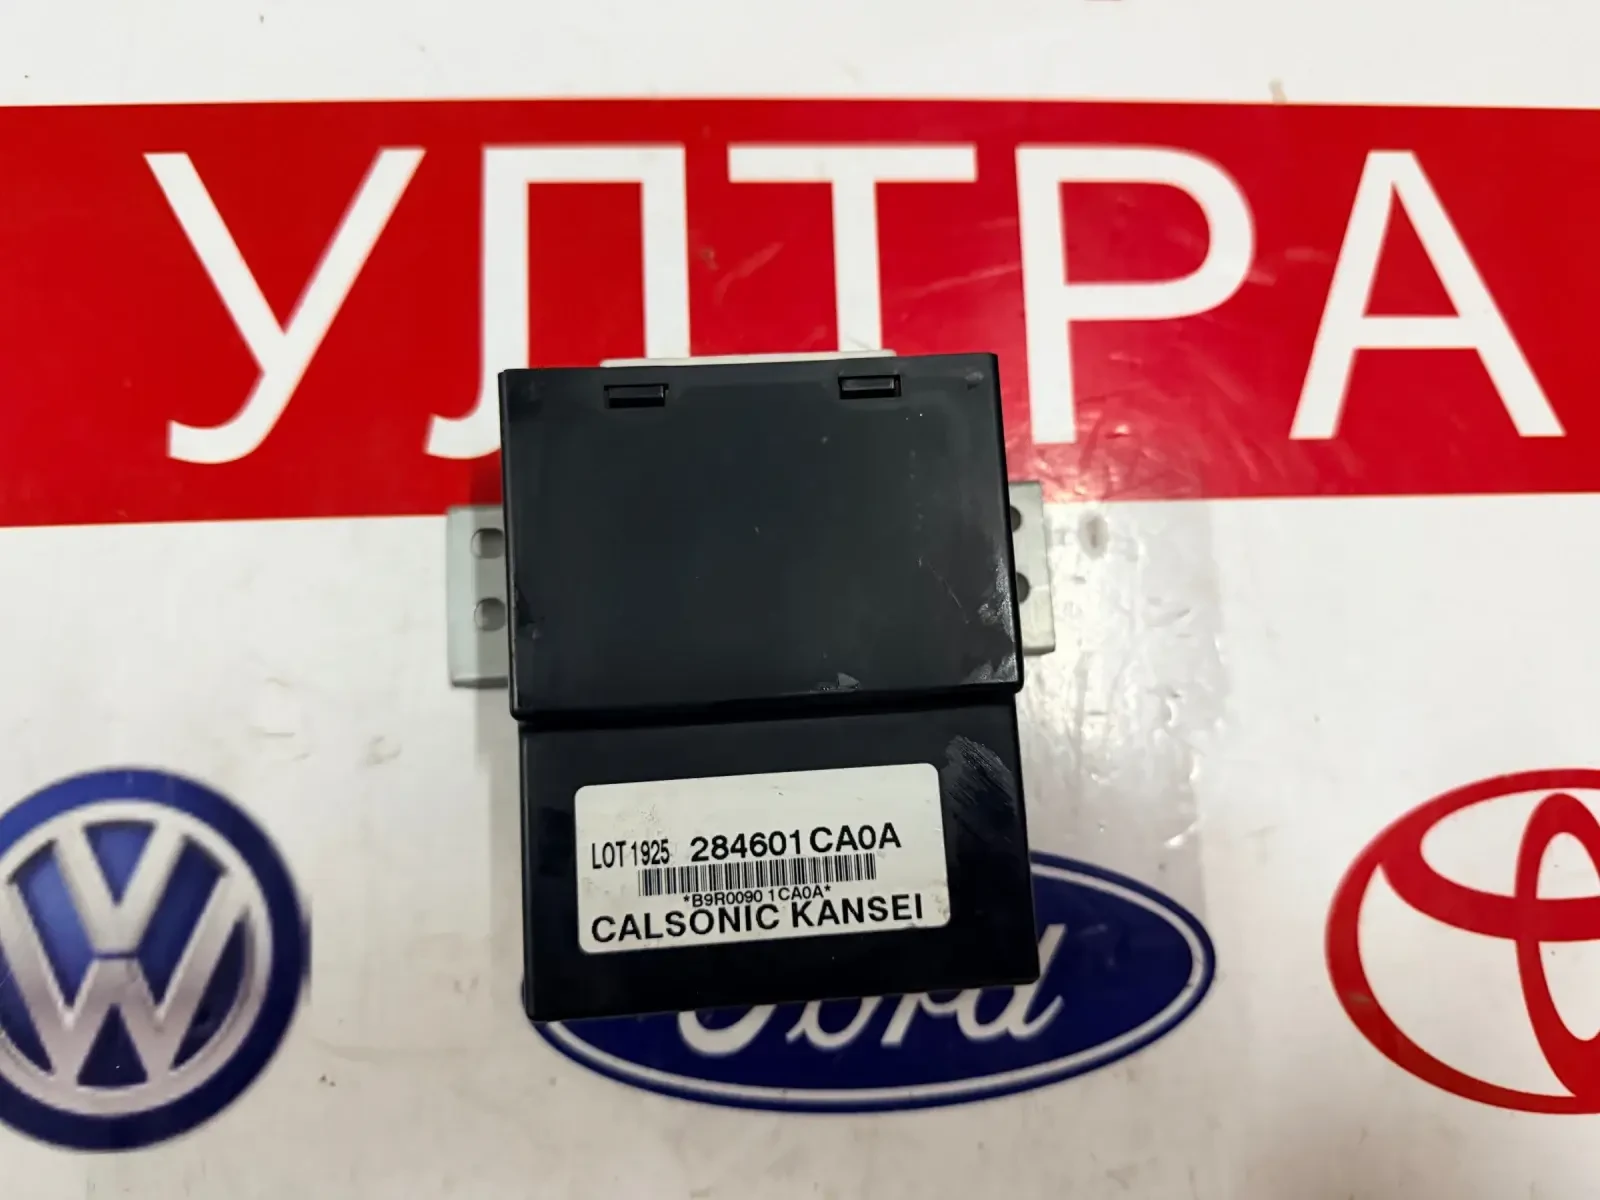 УЛТРА
LOT 1925 284601CA0A
*B9R0090 1CA0A*
CALSONIC KANSEI
Ford